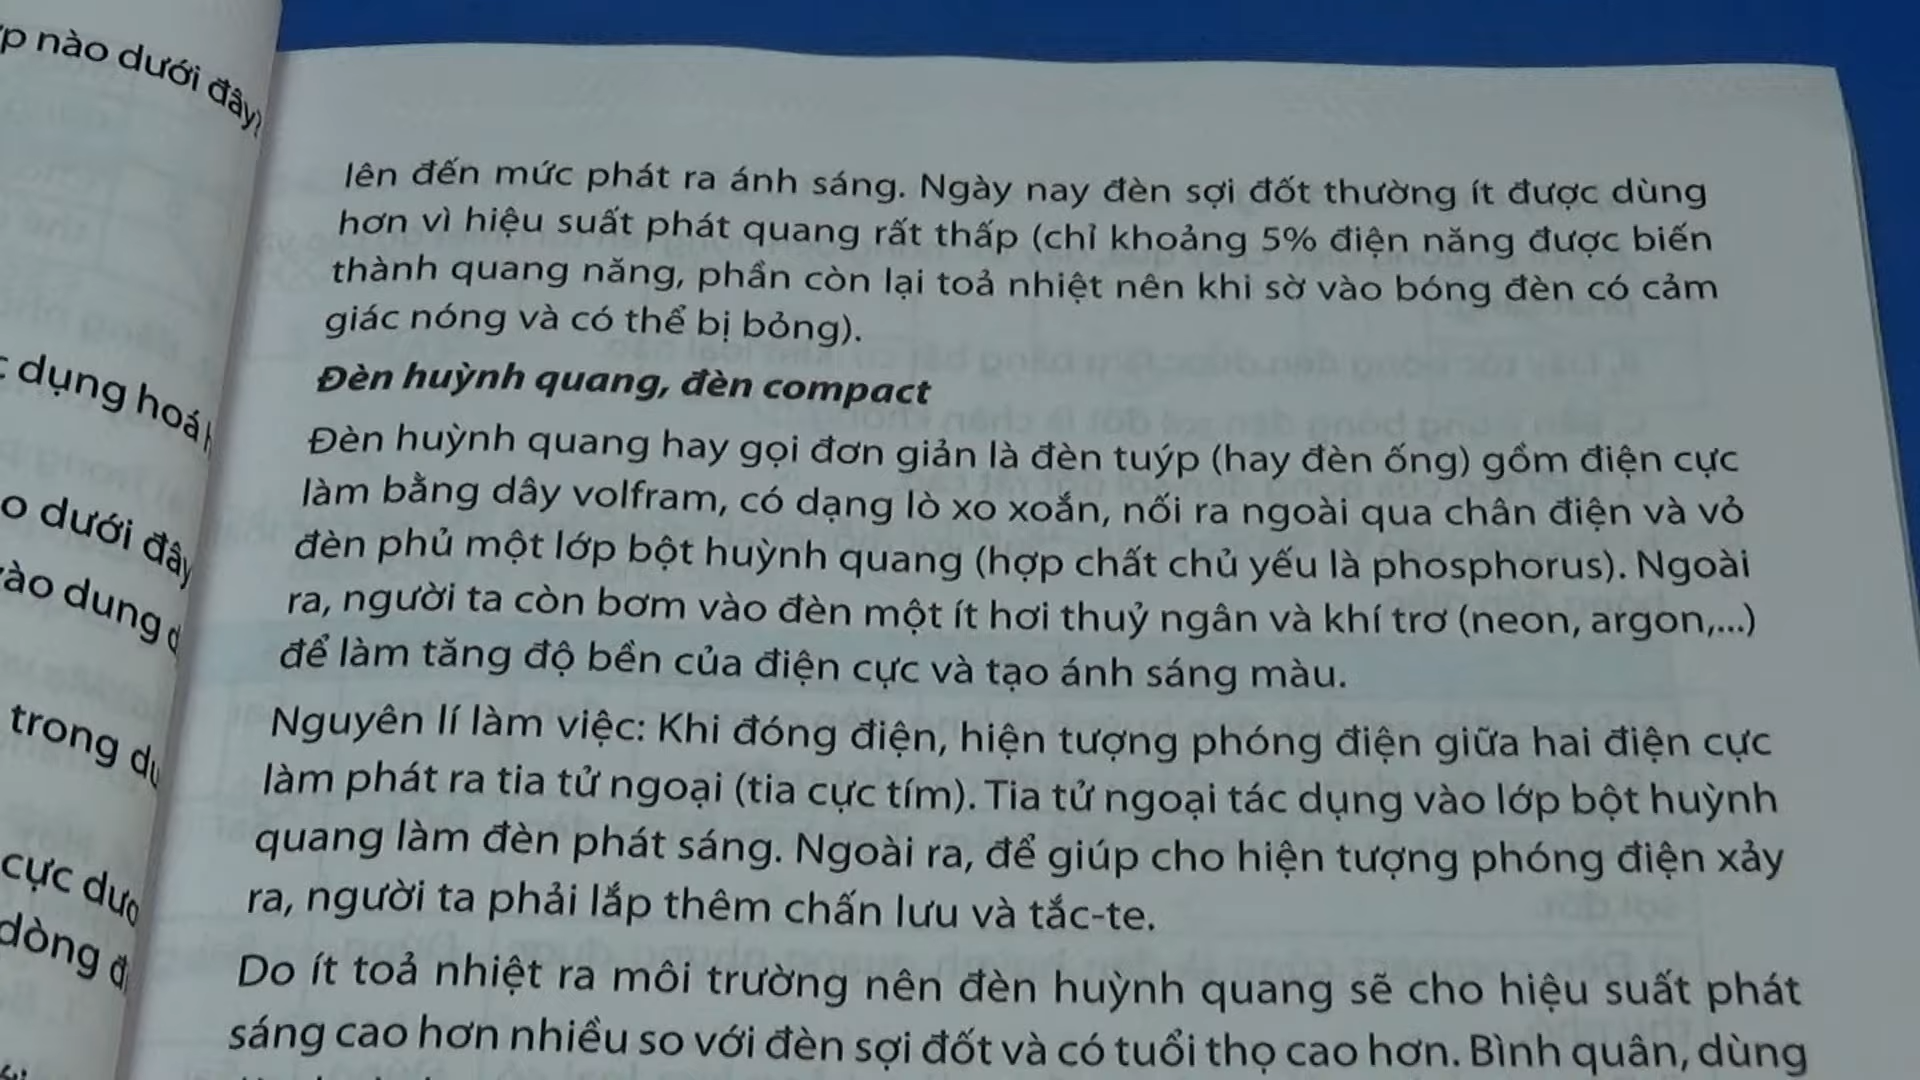 p nào dưới đây?
dụng hoá h
o dưới đây
vào dung d
trong du
cực dươ
dòng đ
lên đến mức phát ra ánh sáng. Ngày nay đèn sợi đốt thường ít được dùng
hơn vì hiệu suất phát quang rất thấp (chỉ khoảng 5% điện năng được biến
thành quang năng, phần còn lại toả nhiệt nên khi sờ vào bóng đèn có cảm
giác nóng và có thể bị bỏng).
Đèn huỳnh quang, đèn compact
Đèn huỳnh quang hay gọi đơn giản là đèn tuýp (hay đèn ống) gồm điện cực
làm bằng dây volfram, có dạng lò xo xoắn, nối ra ngoài qua chân điện và vỏ
đèn phủ một lớp bột huỳnh quang (hợp chất chủ yếu là phosphorus). Ngoài
ra, người ta còn bơm vào đèn một ít hơi thuỷ ngân và khí trơ (neon, argon,...)
để làm tăng độ bền của điện cực và tạo ánh sáng màu.
Nguyên lí làm việc: Khi đóng điện, hiện tượng phóng điện giữa hai điện cực
làm phát ra tia tử ngoại (tia cực tím). Tia tử ngoại tác dụng vào lớp bột huỳnh
quang làm đèn phát sáng. Ngoài ra, để giúp cho hiện tượng phóng điện xảy
ra, người ta phải lắp thêm chấn lưu và tắc-te.
Do ít toả nhiệt ra môi trường nên đèn huỳnh quang sẽ cho hiệu suất phát
sáng cao hơn nhiều so với đèn sợi đốt và có tuổi thọ cao hơn. Bình quân, dùng